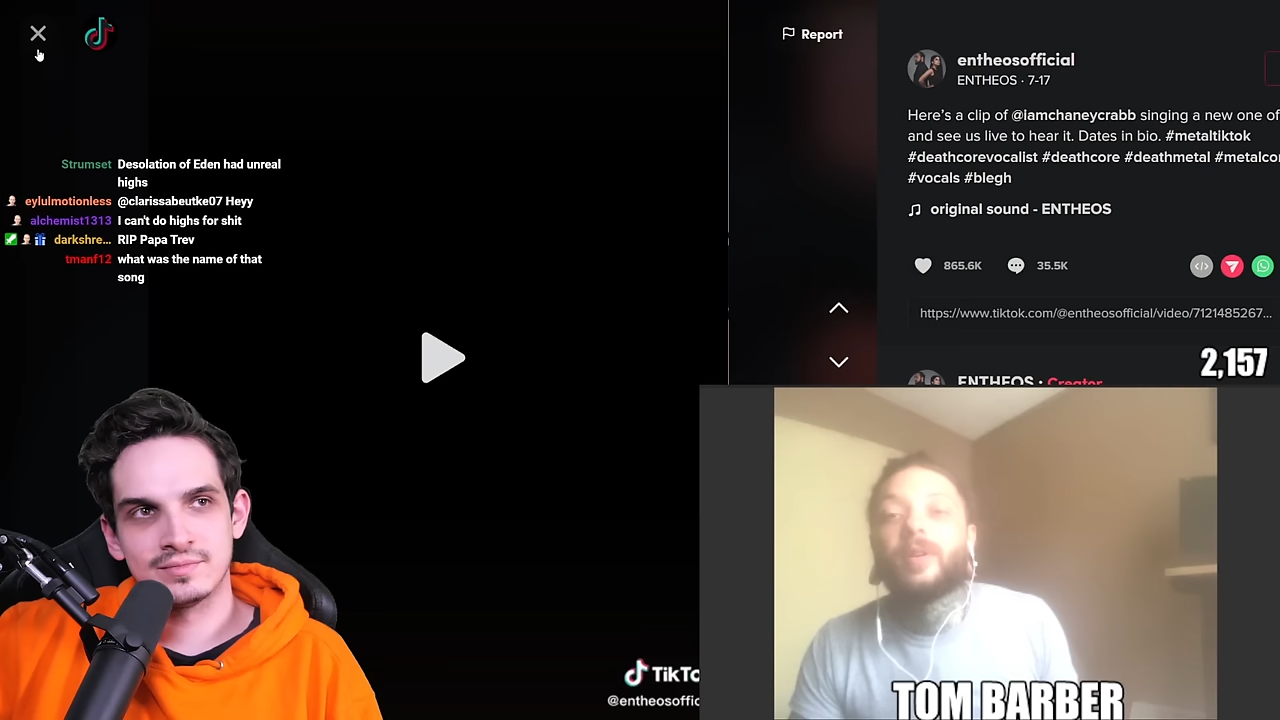 Report
entheosofficial
ENTHEOS · 7-17
Here's a clip of @iamchaneycrabb singing a new one of
and see us live to hear it. Dates in bio. #metaltiktok
#deathcorevocalist #deathcore #deathmetal #metalcor
#vocals #blegh
original sound - ENTHEOS
865.6K 35.5K
https://www.tiktok.com/@entheosofficial/video/7121485267...
2,157
ENTHEOS · Creator
Strumset Desolation of Eden had unreal
highs
eylulmotionless @clarissabeutke07 Heyy
alchemist1313 I can't do highs for shit
darkshre... RIP Papa Trev
tmanf12 what was the name of that
song
TikTo
@entheosoffic
TOM BARBER